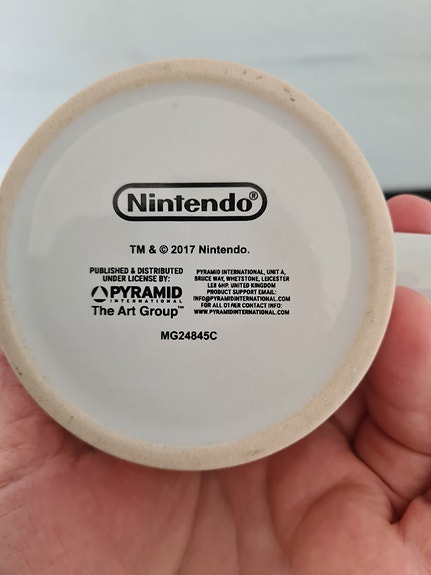 Nintendo®
TM & © 2017 Nintendo.
PUBLISHED & DISTRIBUTED
UNDER LICENSE BY:
PYRAMID
INTERNATIONAL
The Art Group™
PYRAMID INTERNATIONAL, UNIT A,
BRUCE WAY, WHETSTONE, LEICESTER
LE8 6HP. UNITED KINGDOM
PRODUCT SUPPORT EMAIL:
INFO@PYRAMIDINTERNATIONAL.COM
FOR ALL OTHER CONTACT INFO:
WWW.PYRAMIDINTERNATIONAL.COM
MG24845C